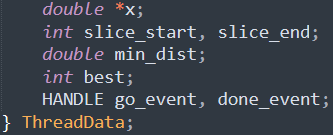 double *x;
int slice_start, slice_end;
double min_dist;
int best;
HANDLE go_event, done_event;
} ThreadData;